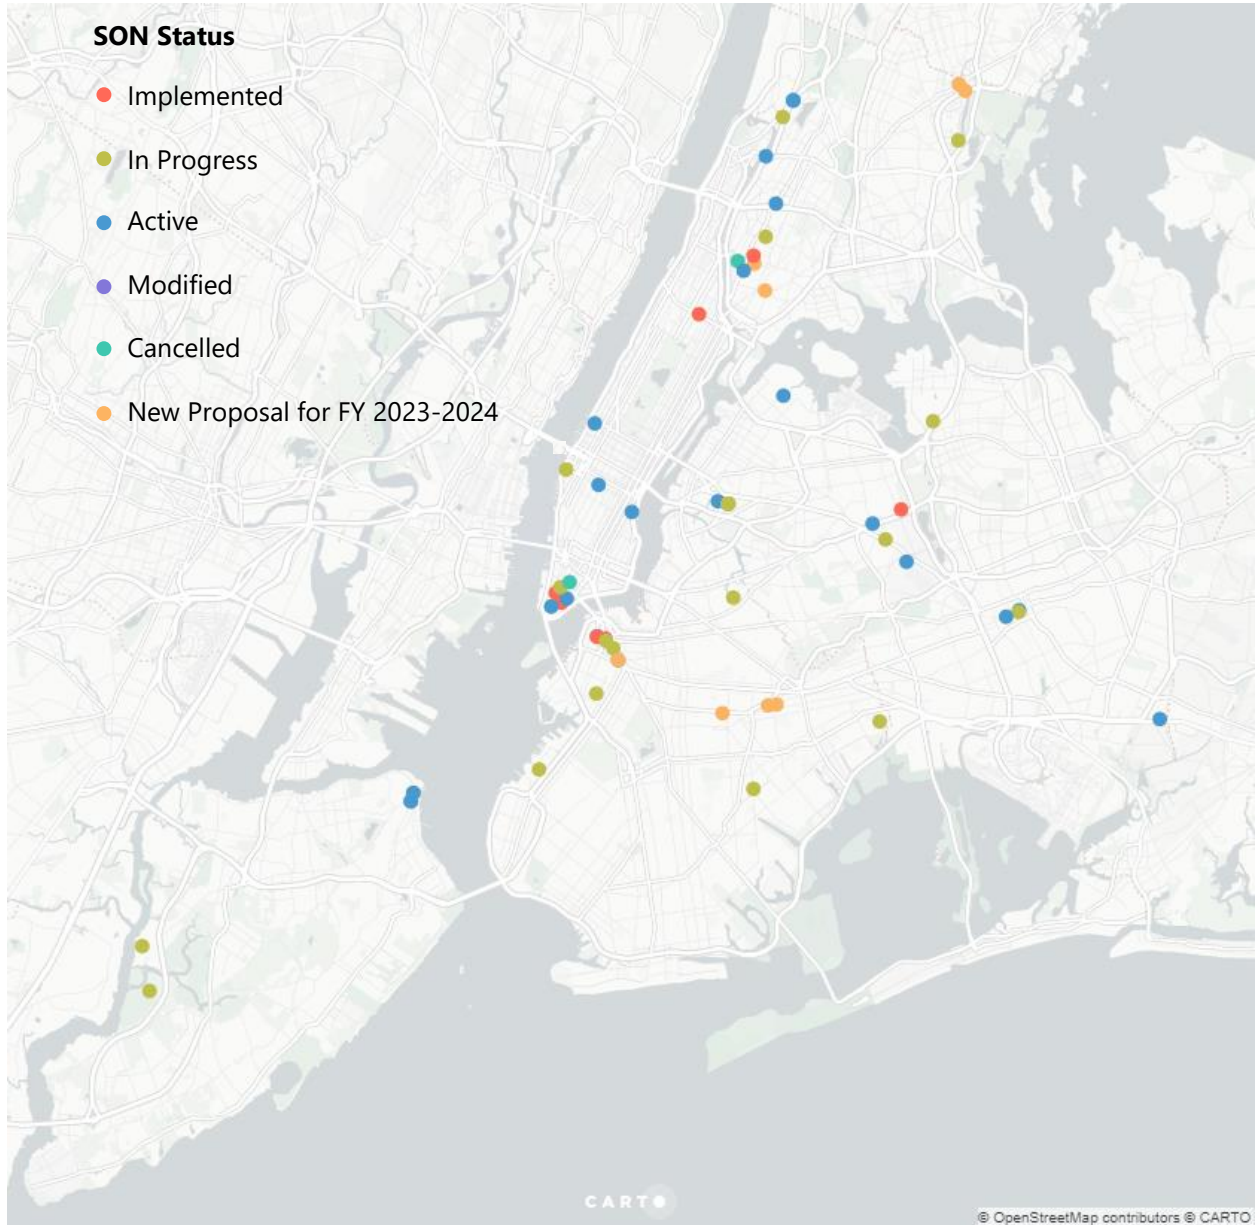 SON Status
Implemented
In Progress
Active
Modified
Cancelled
New Proposal for FY 2023-2024
CARTO
© OpenStreetMap contributors © CARTO